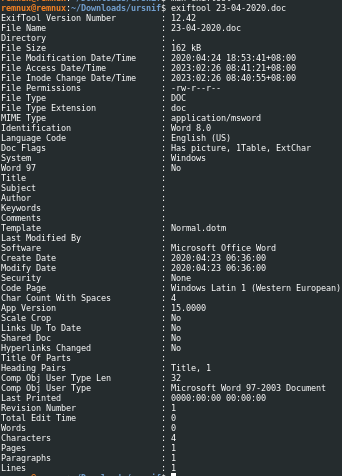 remnux@remnux:~/Downloads/ursnif$ exiftool 23-04-2020.doc
ExifTool Version Number : 12.42
File Name : 23-04-2020.doc
Directory : .
File Size : 162 kB
File Modification Date/Time : 2020:04:24 18:53:41+08:00
File Access Date/Time : 2023:02:26 08:41:21+08:00
File Inode Change Date/Time : 2023:02:26 08:40:55+08:00
File Permissions : -rw-r--r--
File Type : DOC
File Type Extension : doc
MIME Type : application/msword
Identification : Word 8.0
Language Code : English (US)
Doc Flags : Has picture, 1Table, ExtChar
System : Windows
Word 97 : No
Title :
Subject :
Author :
Keywords :
Comments :
Template : Normal.dotm
Last Modified By :
Software : Microsoft Office Word
Create Date : 2020:04:23 06:36:00
Modify Date : 2020:04:23 06:36:00
Security : None
Code Page : Windows Latin 1 (Western European)
Char Count With Spaces : 4
App Version : 15.0000
Scale Crop : No
Links Up To Date : No
Shared Doc : No
Hyperlinks Changed : No
Title Of Parts :
Heading Pairs : Title, 1
Comp Obj User Type Len : 32
Comp Obj User Type : Microsoft Word 97-2003 Document
Last Printed : 0000:00:00 00:00:00
Revision Number : 1
Total Edit Time : 0
Words : 0
Characters : 4
Pages : 1
Paragraphs : 1
Lines : 1